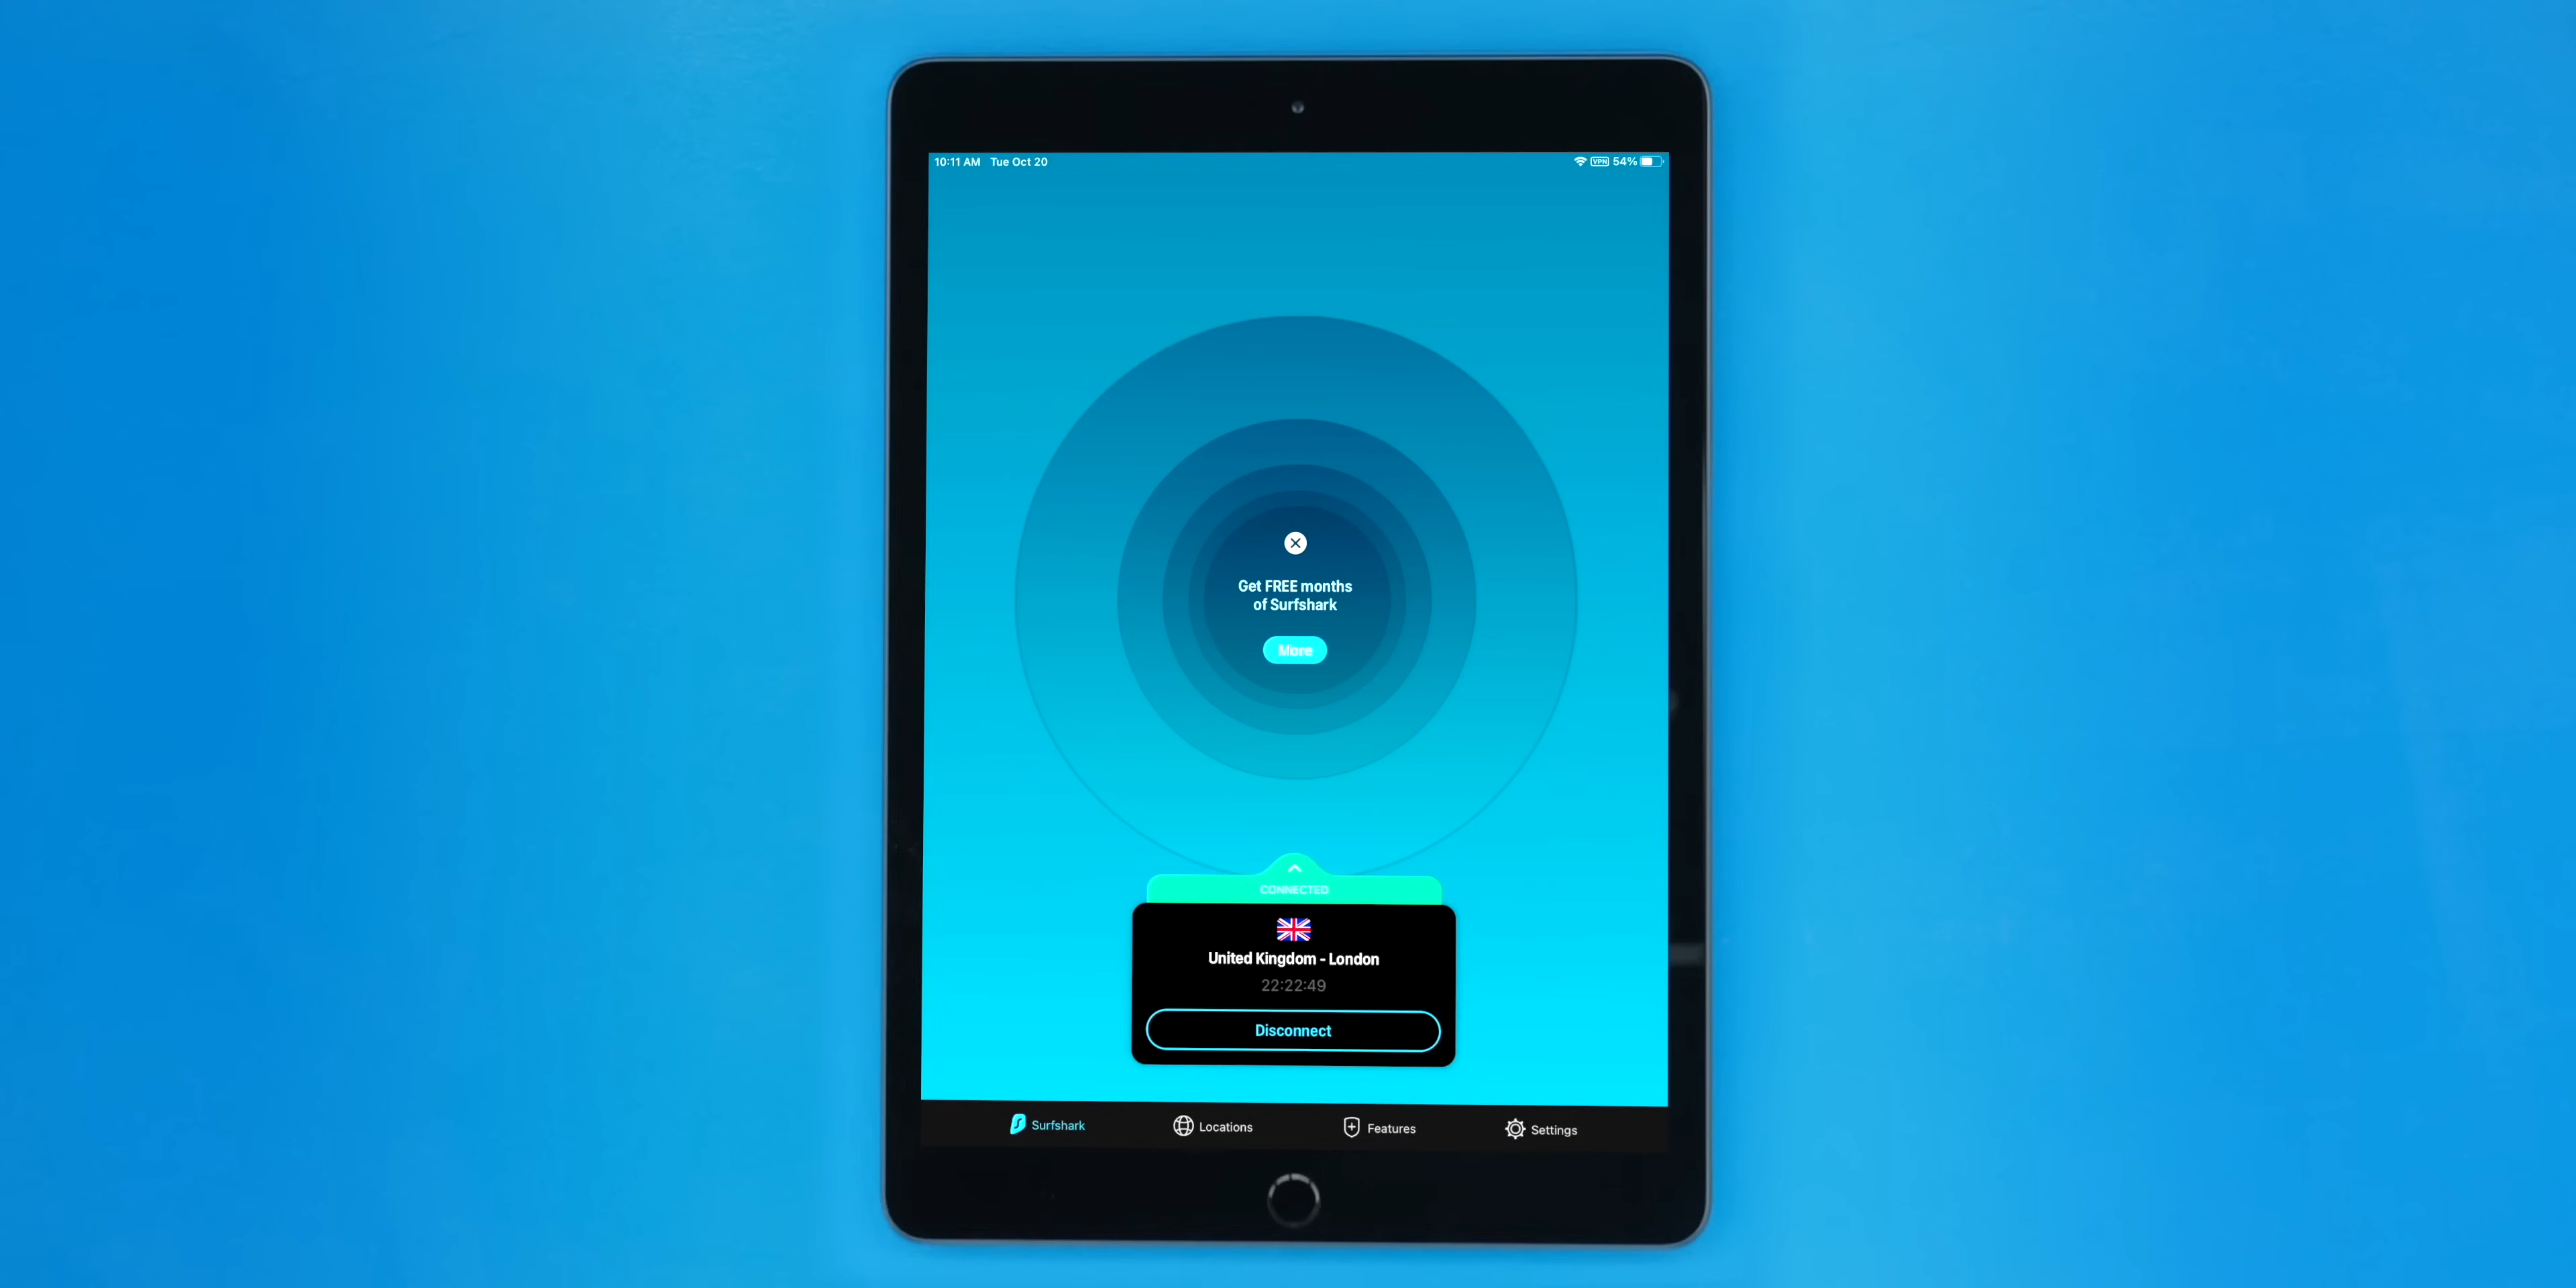 10:11 AM Tue Oct 20
VPN 54%
Get FREE months
of Surfshark
More
CONNECTED
United Kingdom - London
22:22:49
Disconnect
Surfshark
Locations
Features
Settings